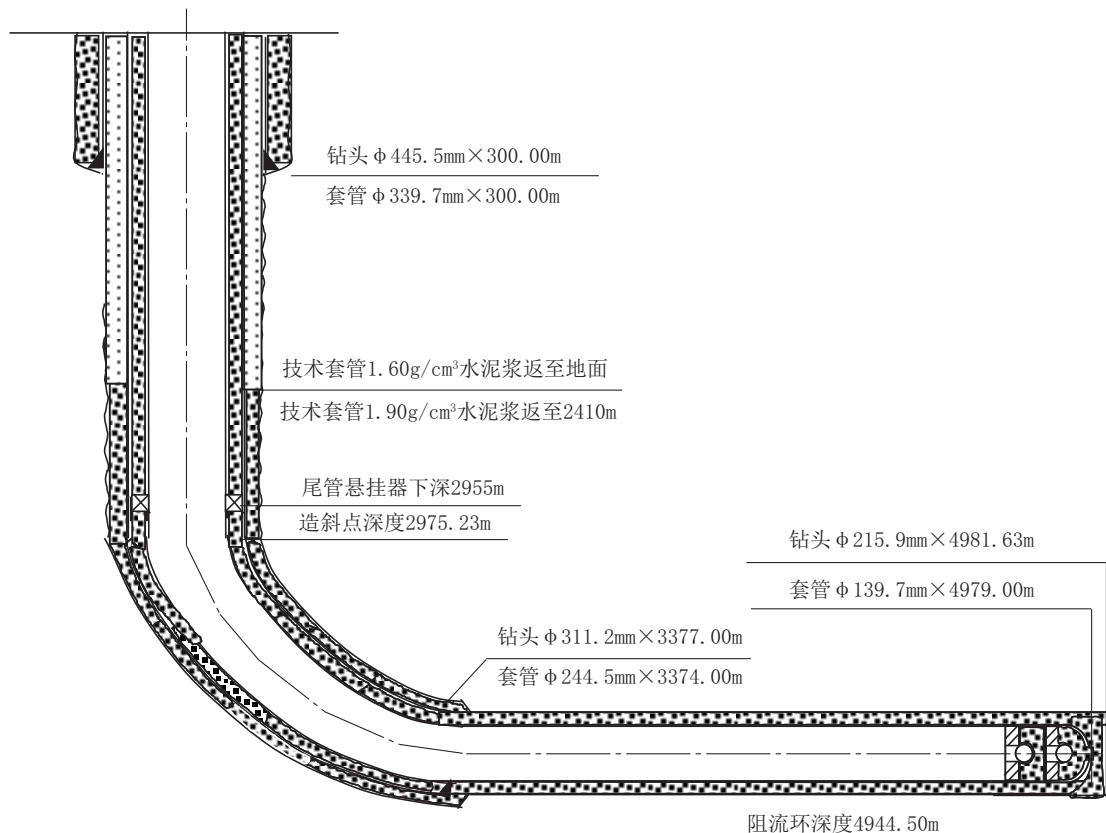 钻头φ445.5mm×300.00m
套管φ339.7mm×300.00m
技术套管1.60g/cm³水泥浆返至地面
技术套管1.90g/cm³水泥浆返至2410m
尾管悬挂器下深2955m
造斜点深度2975.23m
钻头φ215.9mm×4981.63m
套管φ139.7mm×4979.00m
钻头φ311.2mm×3377.00m
套管φ244.5mm×3374.00m
阻流环深度4944.50m